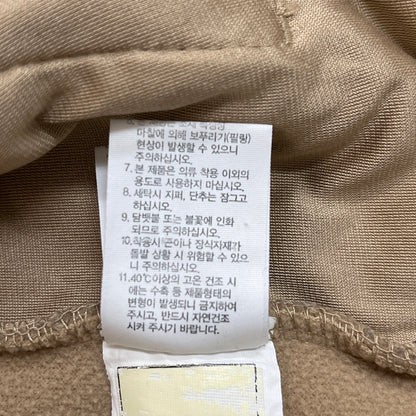 마찰에 의해 보푸리기(필링)
현상이 발생할 수 있으니
주의하십시오.
7. 본 제품은 의류 착용 이외의
용도로 사용하지 마십시오.
8. 세탁시 지퍼, 단추는 잠그고
하십시오.
9. 담뱃불 또는 불꽃에 인화
되므로 주의하십시오.
10. 착용시 끈이나 장식자재가
돌발 상황 시 위험할 수 있으
니 주의하십시오.
11. 40℃이상의 고온 건조 시
에는 수축 등 제품형태의
변형이 발생되니 금지하여
주시고, 반드시 자연건조
시켜 주시기 바랍니다.